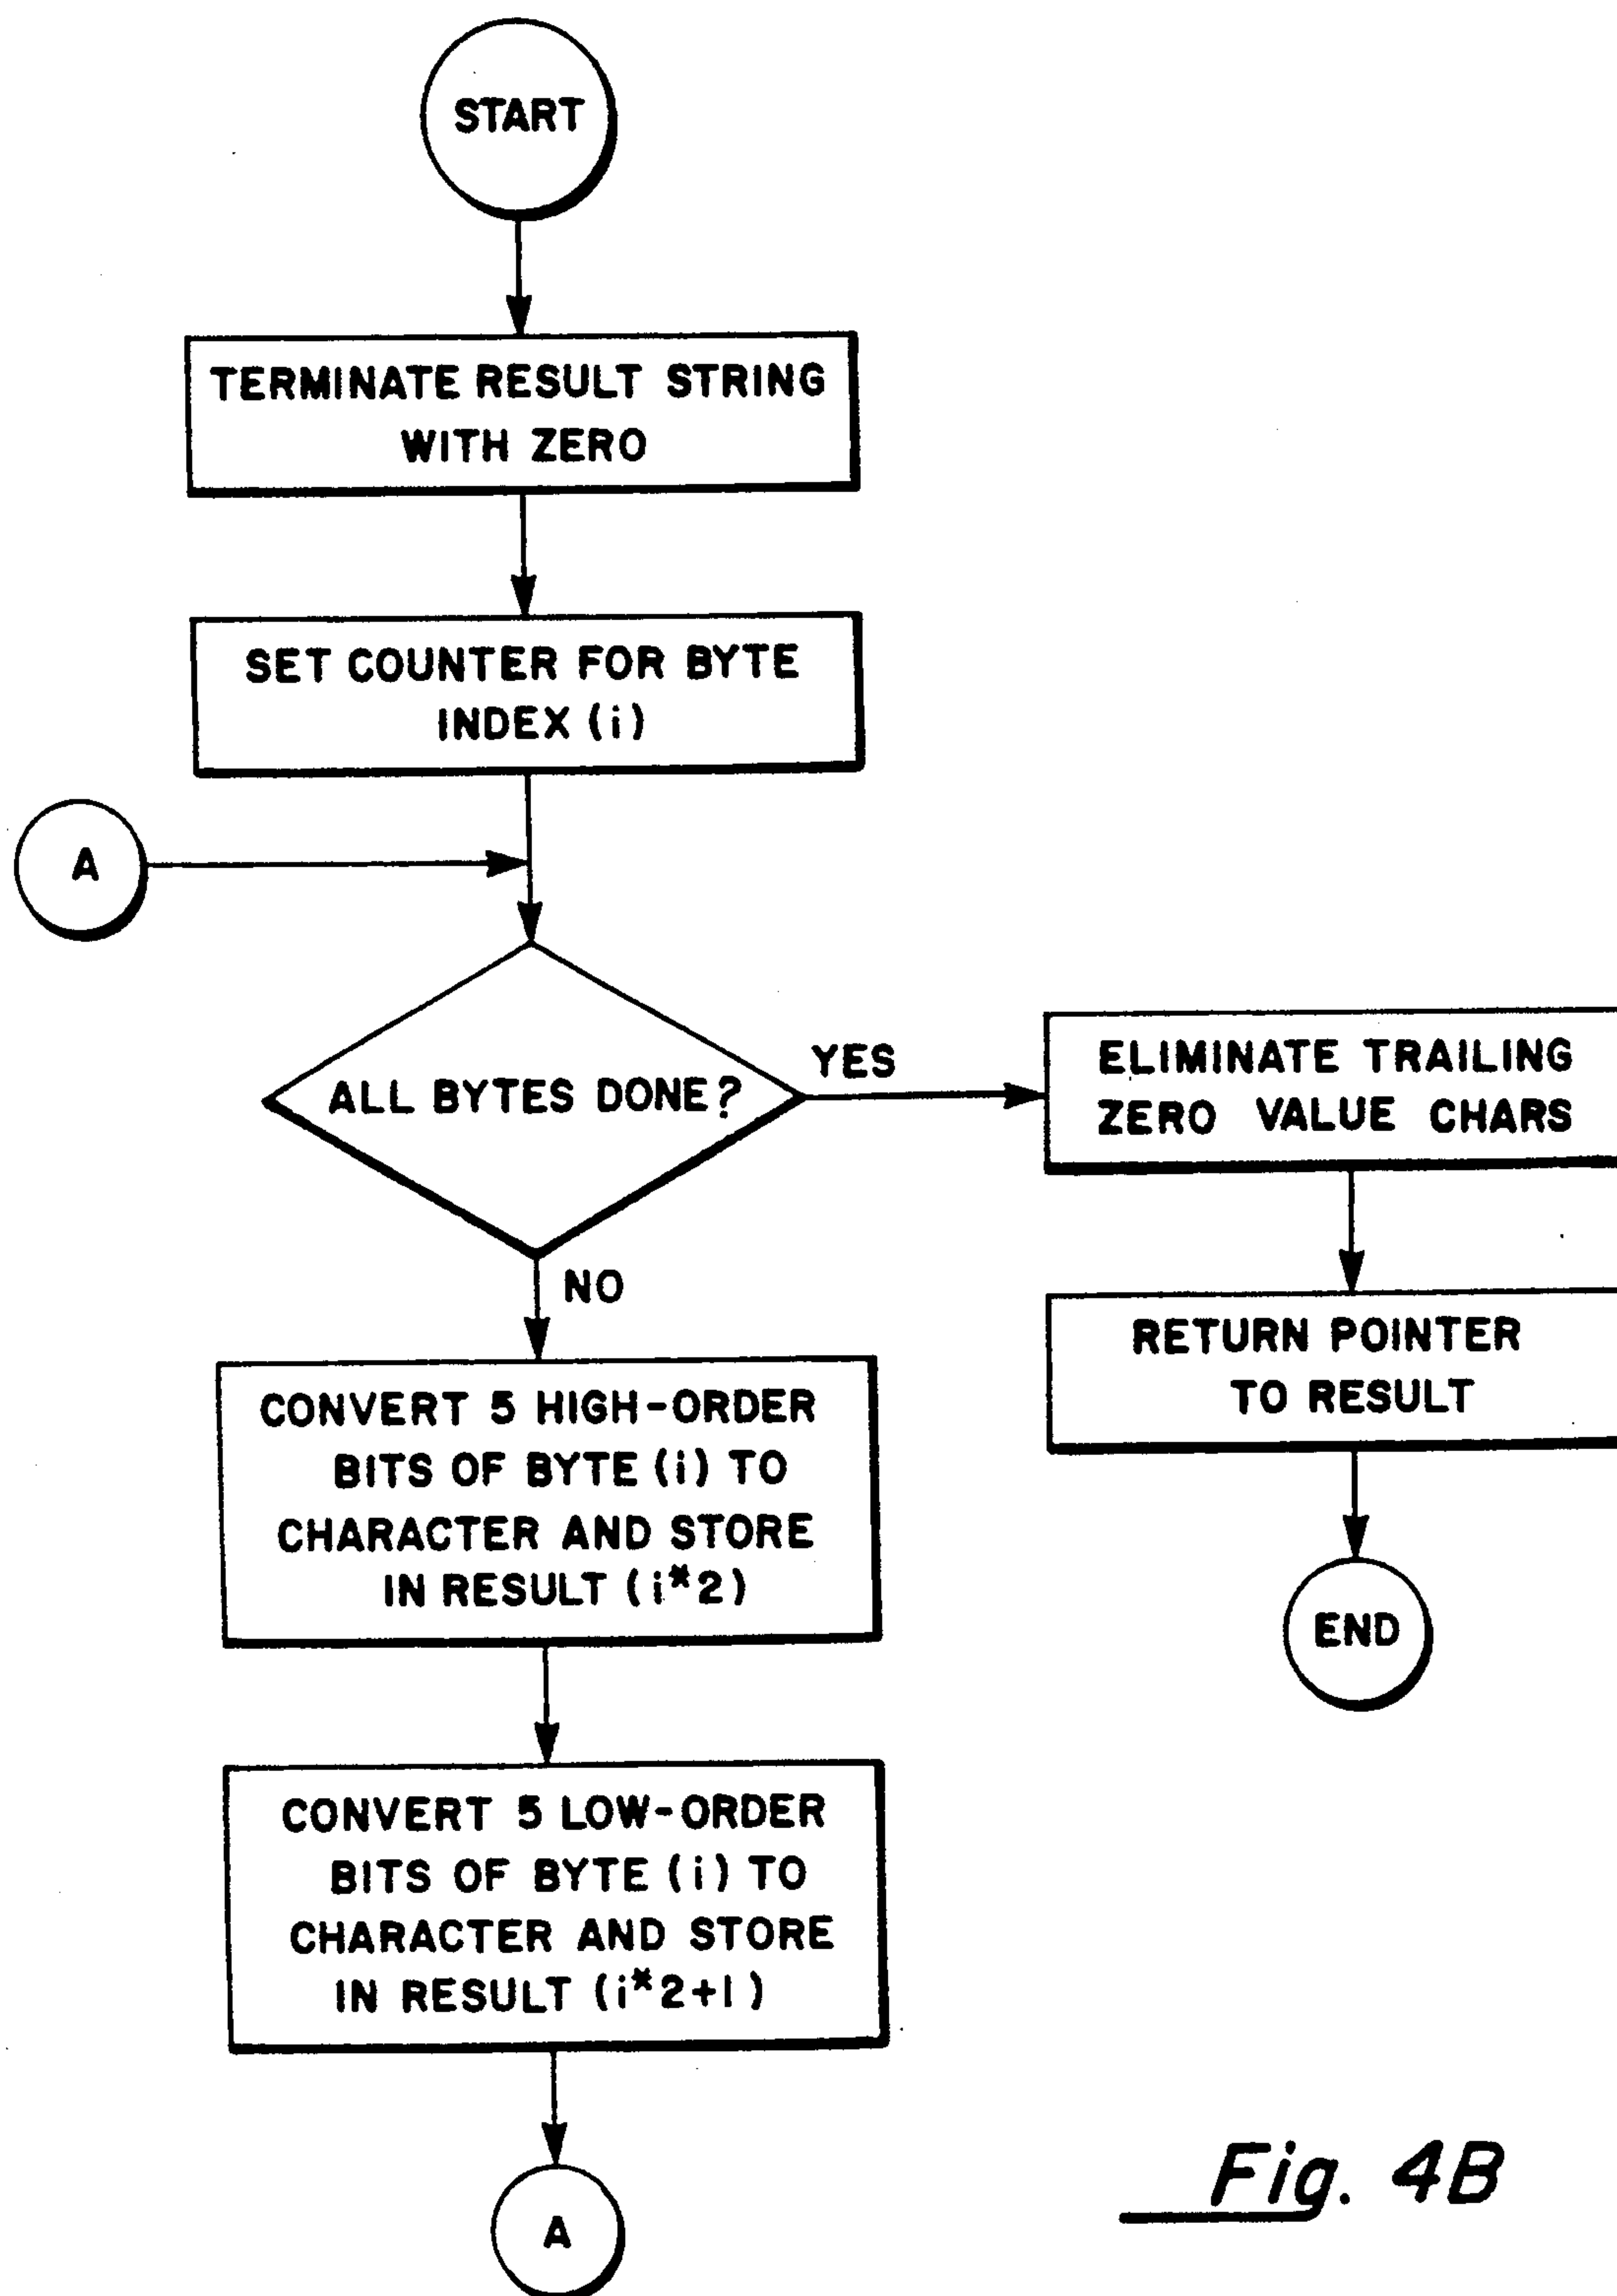 START
TERMINATE RESULT STRING
WITH ZERO
SET COUNTER FOR BYTE
INDEX (i)
A
ALL BYTES DONE?
YES
NO
ELIMINATE TRAILING
ZERO VALUE CHARS
RETURN POINTER
TO RESULT
END
CONVERT 5 HIGH-ORDER
BITS OF BYTE (i) TO
CHARACTER AND STORE
IN RESULT (i*2)
CONVERT 5 LOW-ORDER
BITS OF BYTE (i) TO
CHARACTER AND STORE
IN RESULT (i*2+1)
A
Fig. 4B